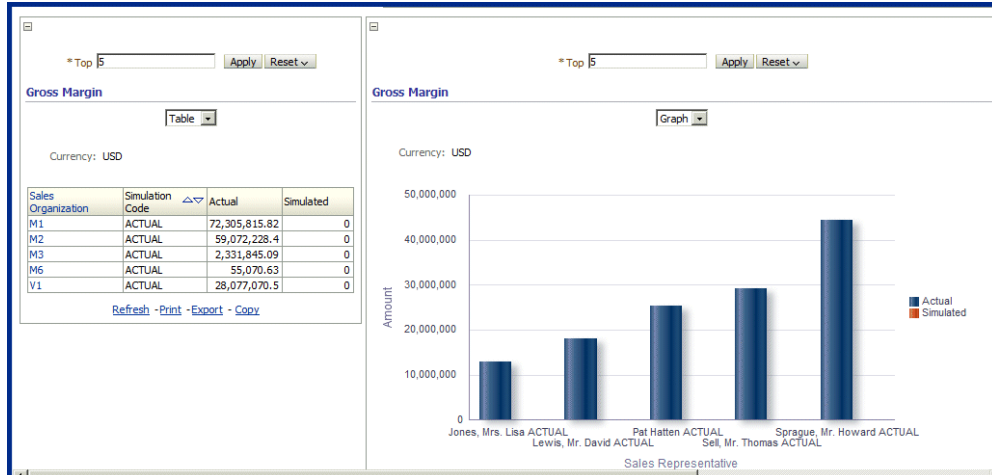 * Top 5 Apply Reset
Gross Margin
Table
Currency: USD
Sales Organization Simulation Code Actual Simulated
M1 ACTUAL 72,305,815.82 0
M2 ACTUAL 59,072,228.4 0
M3 ACTUAL 2,331,845.09 0
M6 ACTUAL 55,070.63 0
V1 ACTUAL 28,077,070.5 0
Refresh - Print - Export - Copy
* Top 5 Apply Reset
Gross Margin
Graph
Currency: USD
50,000,000
40,000,000
30,000,000
20,000,000
10,000,000
0
Amount
Jones, Mrs. Lisa ACTUAL
Lewis, Mr. David ACTUAL
Pat Hatten ACTUAL
Sell, Mr. Thomas ACTUAL
Sprague, Mr. Howard ACTUAL
Sales Representative
Actual
Simulated